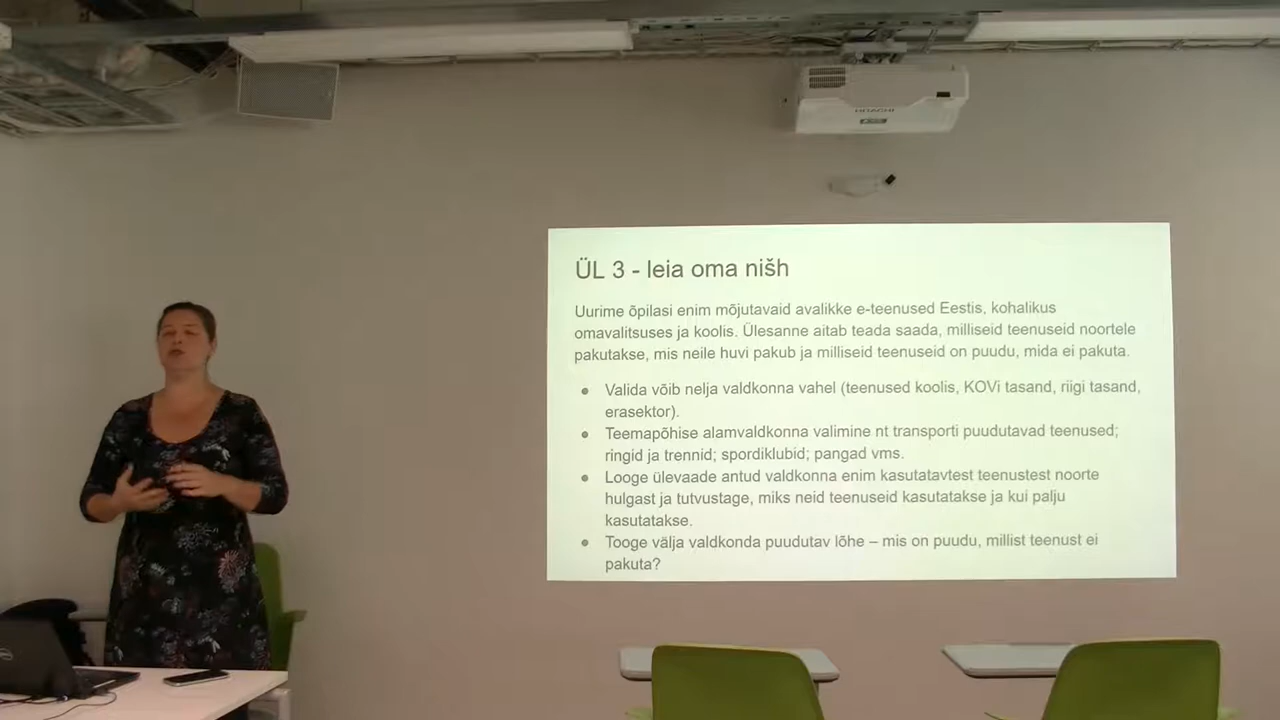 HITACHI
ÜL 3 - leia oma nišh
Uurime õpilasi enim mõjutavaid avalikke e-teenused Eestis, kohalikus
omavalitsuses ja koolis. Ülesanne aitab teada saada, milliseid teenuseid noortele
pakutakse, mis neile huvi pakub ja milliseid teenuseid on puudu, mida ei pakuta.
Valida võib nelja valdkonna vahel (teenused koolis, KOVi tasand, riigi tasand,
erasektor).
Teemapõhise alamvaldkonna valimine nt transporti puudutavad teenused;
ringid ja trennid; spordiklubid; pangad vms.
Looge ülevaade antud valdkonna enim kasutatavtest teenustest noorte
hulgast ja tutvustage, miks neid teenuseid kasutatakse ja kui palju
kasutatakse.
Tooge välja valdkonda puudutav lõhe – mis on puudu, millist teenust ei
pakuta?